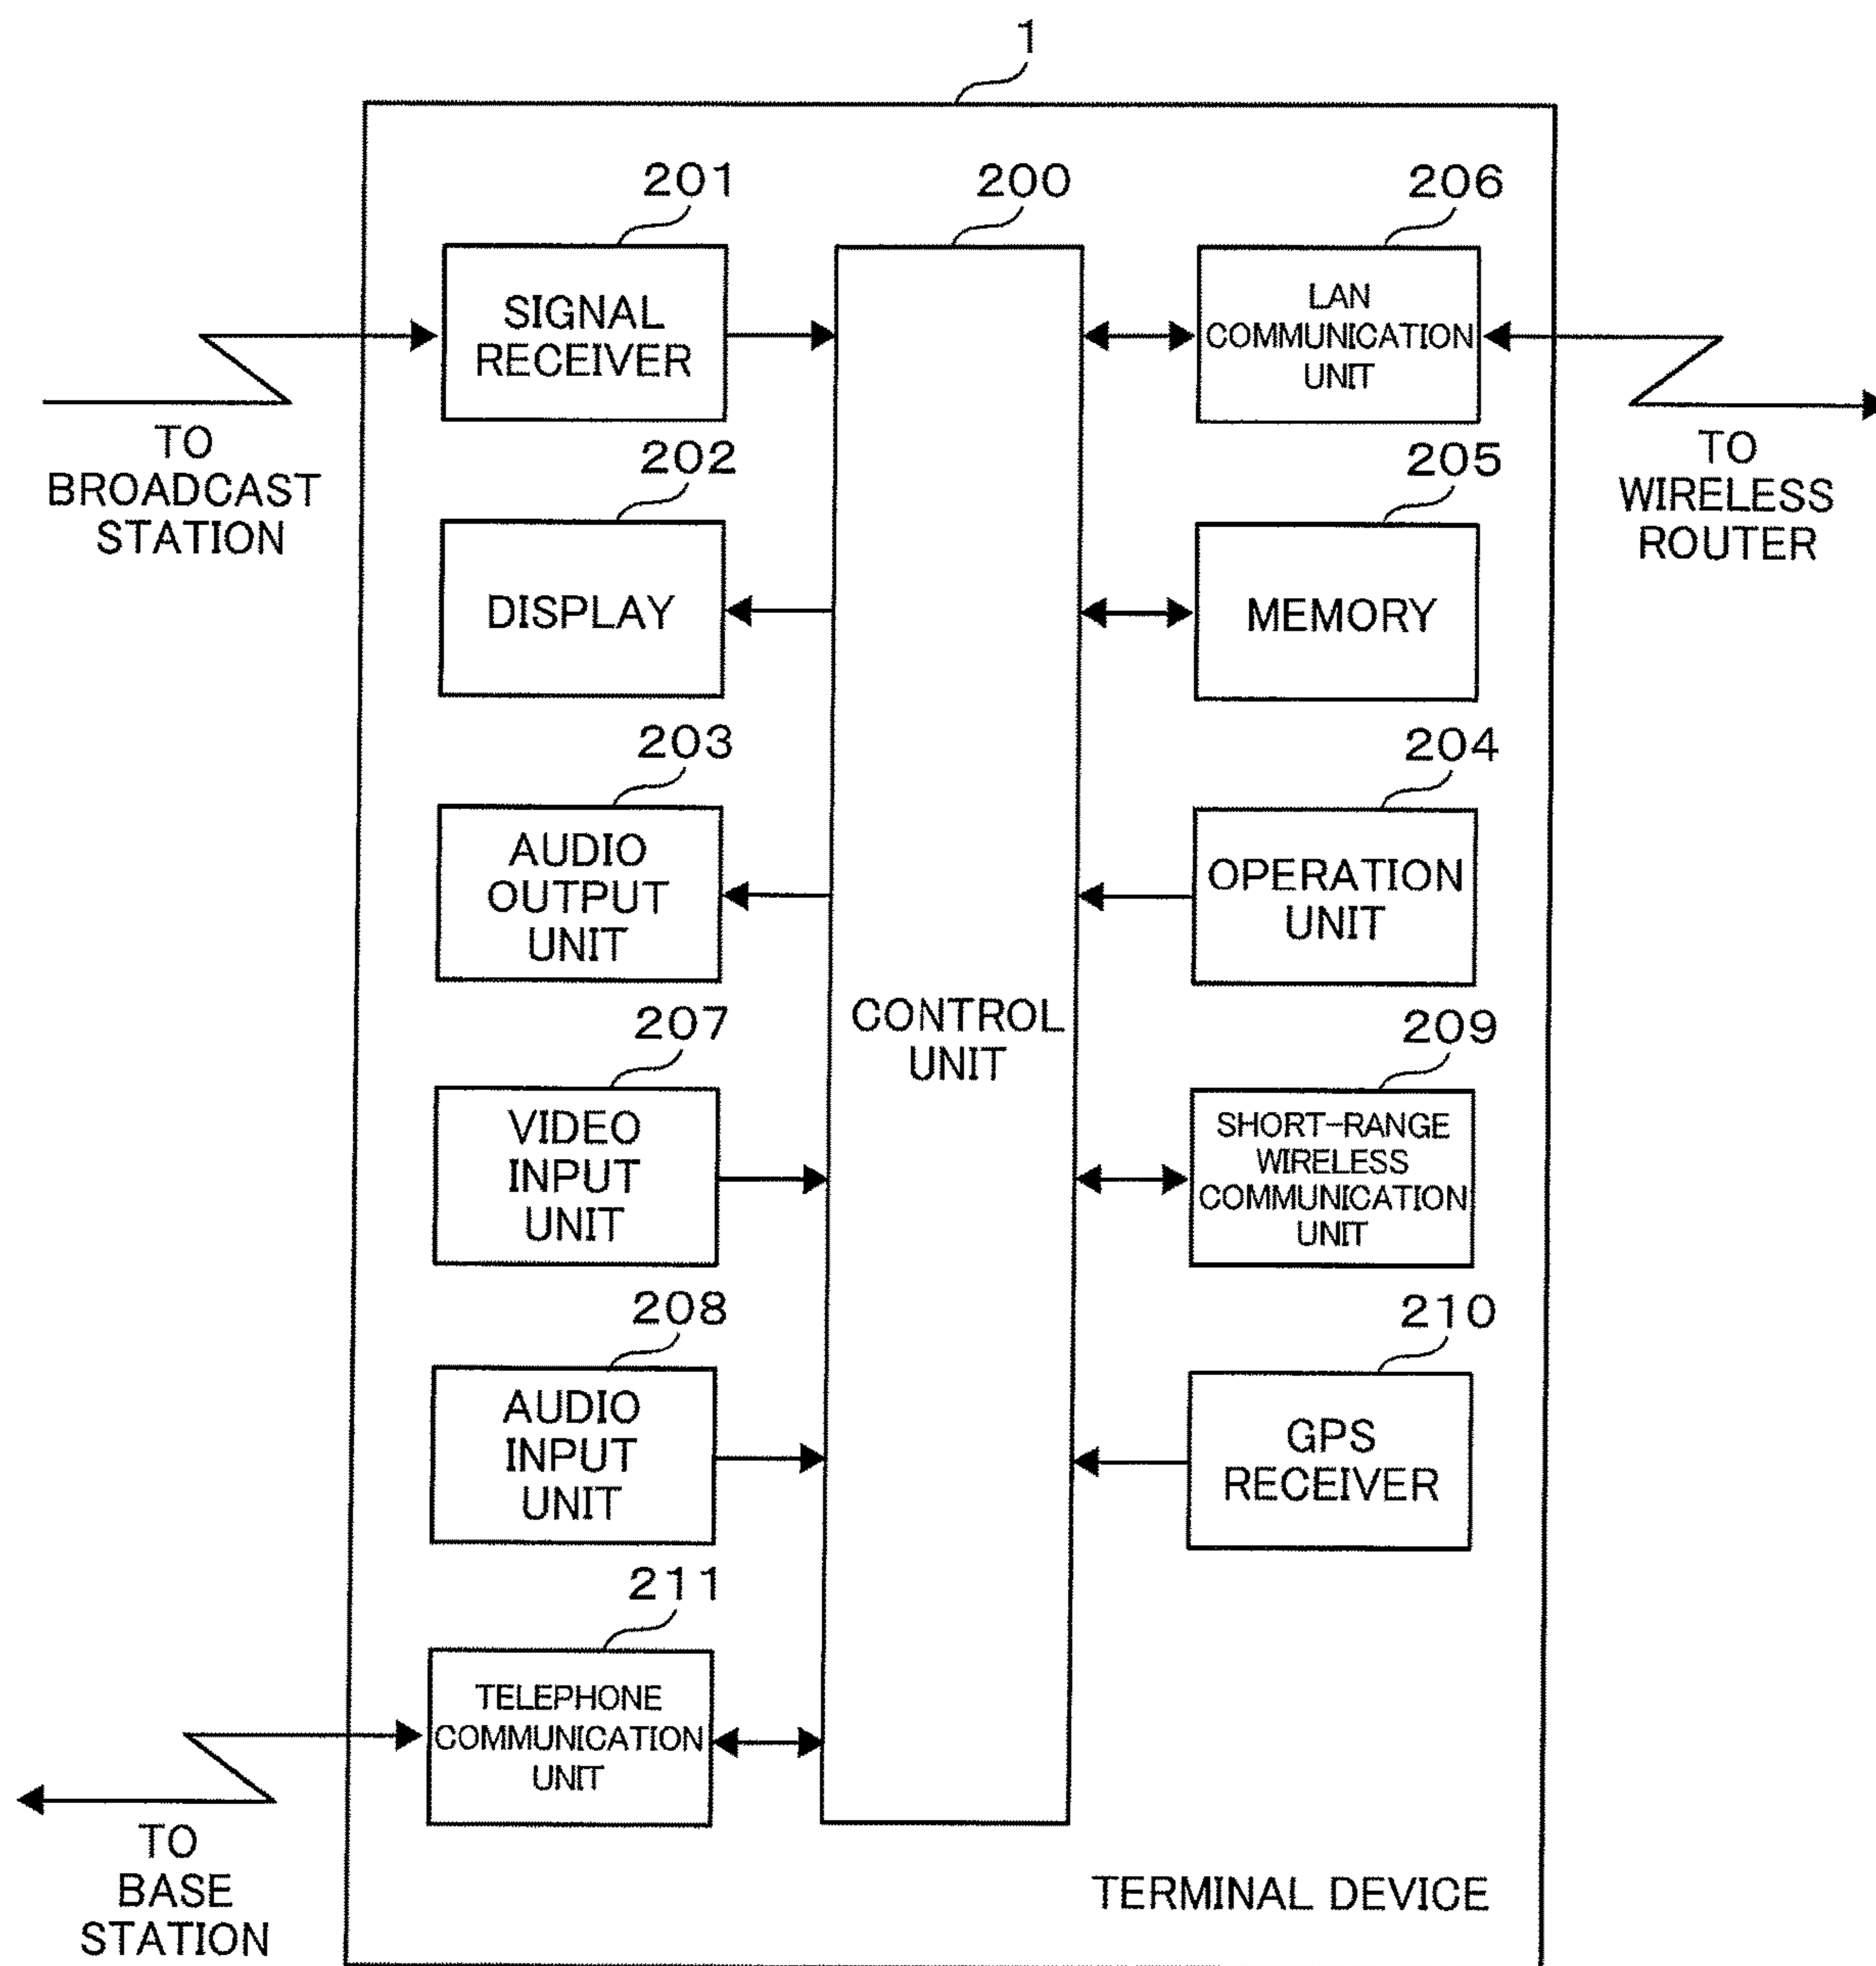 1
201
200
206
SIGNAL
RECEIVER
LAN
COMMUNICATION
UNIT
TO
BROADCAST
STATION
TO
WIRELESS
ROUTER
202
205
DISPLAY
MEMORY
203
204
AUDIO
OUTPUT
UNIT
OPERATION
UNIT
CONTROL
UNIT
207
209
VIDEO
INPUT
UNIT
SHORT-RANGE
WIRELESS
COMMUNICATION
UNIT
208
210
AUDIO
INPUT
UNIT
GPS
RECEIVER
211
TELEPHONE
COMMUNICATION
UNIT
TO
BASE
STATION
TERMINAL DEVICE